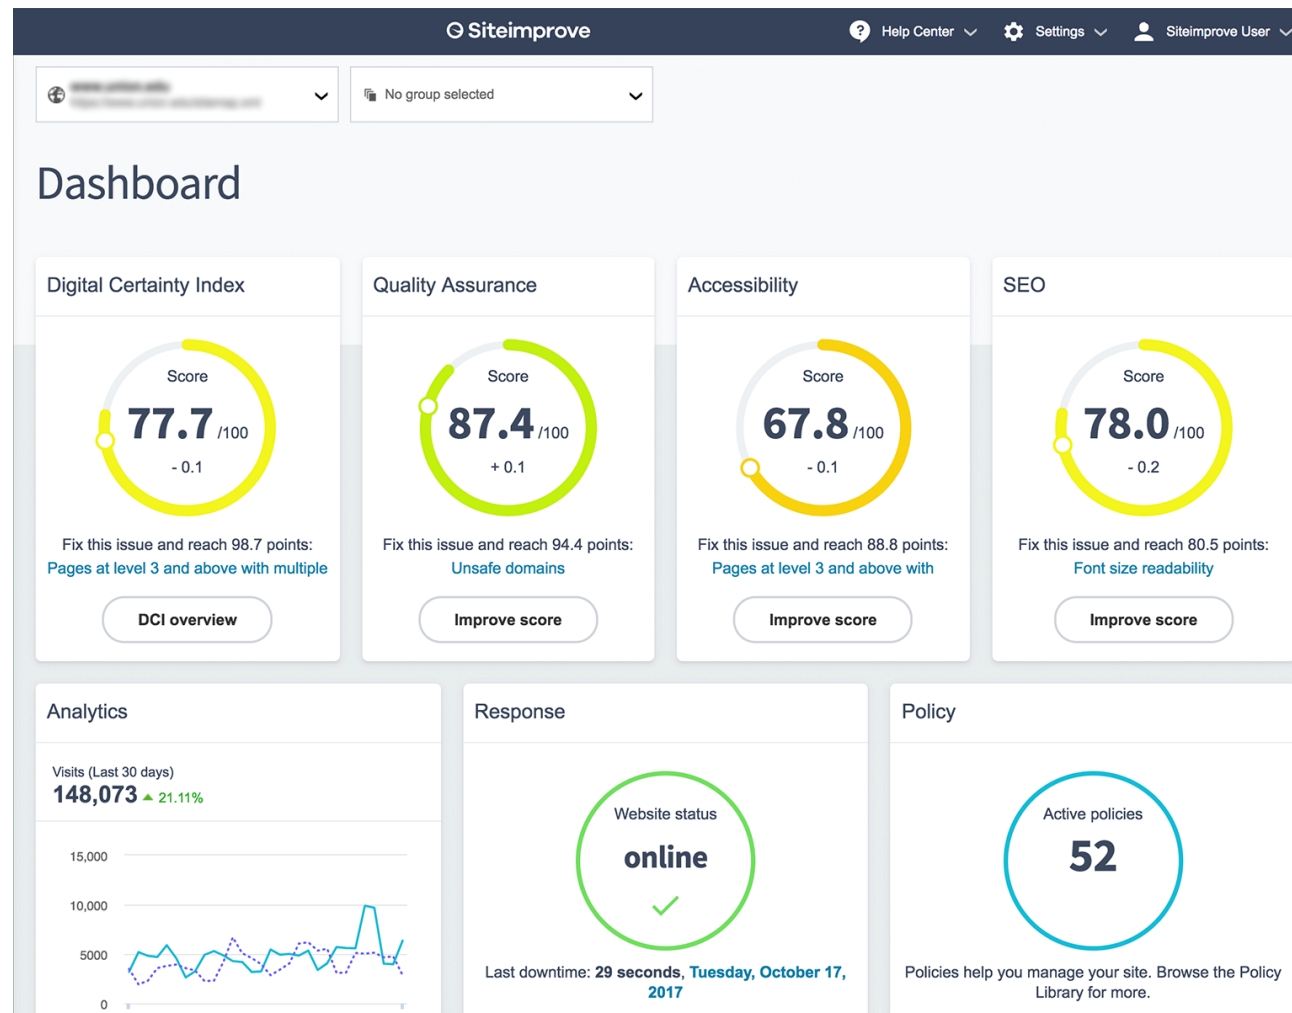 Siteimprove
Help Center
Settings
Siteimprove User
No group selected
Dashboard
Digital Certainty Index
Score
77.7 /100
- 0.1
Fix this issue and reach 98.7 points:
Pages at level 3 and above with multiple
DCI overview
Quality Assurance
Score
87.4 /100
+ 0.1
Fix this issue and reach 94.4 points:
Unsafe domains
Improve score
Accessibility
Score
67.8 /100
- 0.1
Fix this issue and reach 88.8 points:
Pages at level 3 and above with
Improve score
SEO
Score
78.0 /100
- 0.2
Fix this issue and reach 80.5 points:
Font size readability
Improve score
Analytics
Visits (Last 30 days)
148,073 21.11%
15,000
10,000
5000
0
Response
Website status
online
Last downtime: 29 seconds, Tuesday, October 17,
2017
Policy
Active policies
52
Policies help you manage your site. Browse the Policy
Library for more.